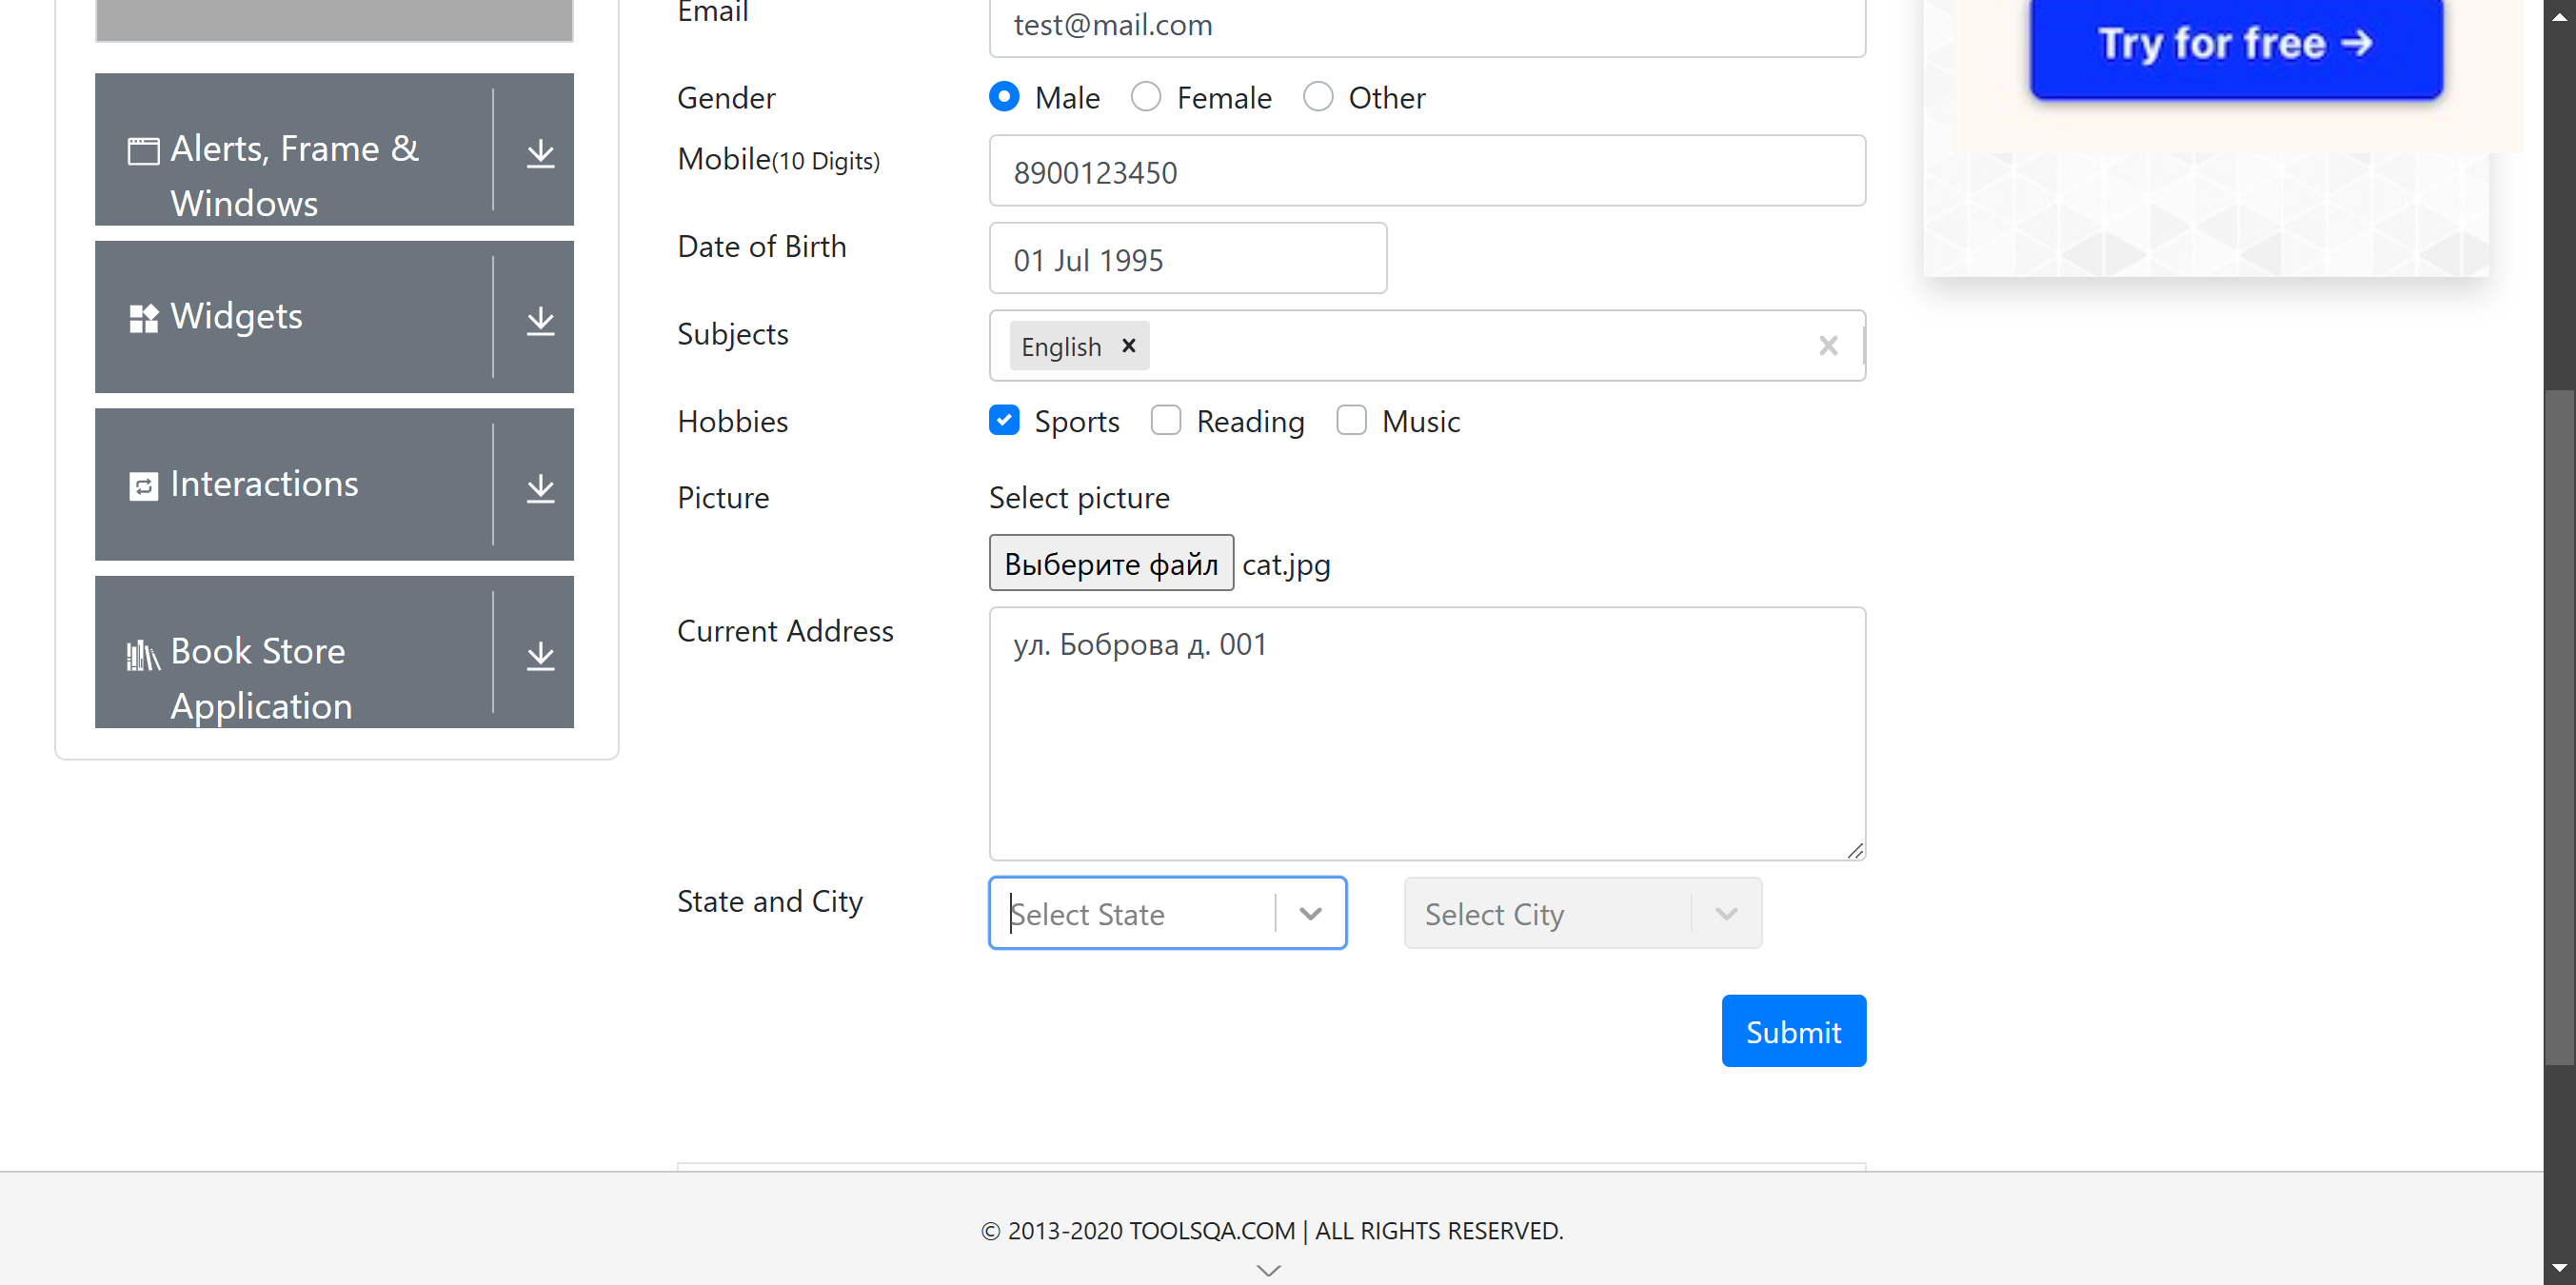 Alerts, Frame &
Windows
Widgets
Interactions
Book Store
Application
Email
test@mail.com
Gender
Male
Female
Other
Mobile(10 Digits)
8900123450
Date of Birth
01 Jul 1995
Subjects
English
Hobbies
Sports
Reading
Music
Picture
Select picture
Выберите файл cat.jpg
Current Address
ул. Боброва д. 001
State and City
Select State
Select City
Submit
Try for free →
© 2013-2020 TOOLSQA.COM | ALL RIGHTS RESERVED.